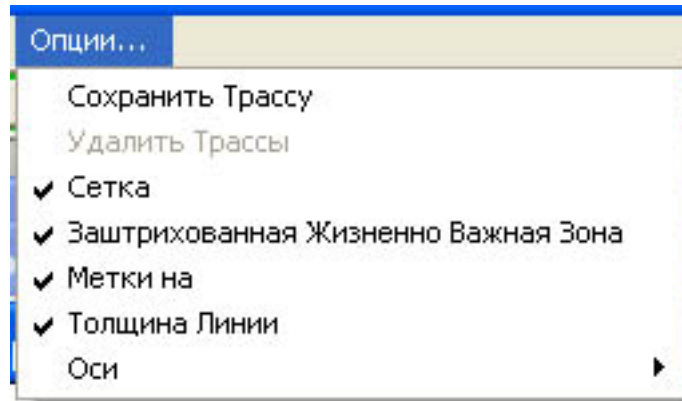 Опции...
Сохранить Трассу
Удалить Трассы
Сетка
Заштрихованная Жизненно Важная Зона
Метки на
Толщина Линии
Оси